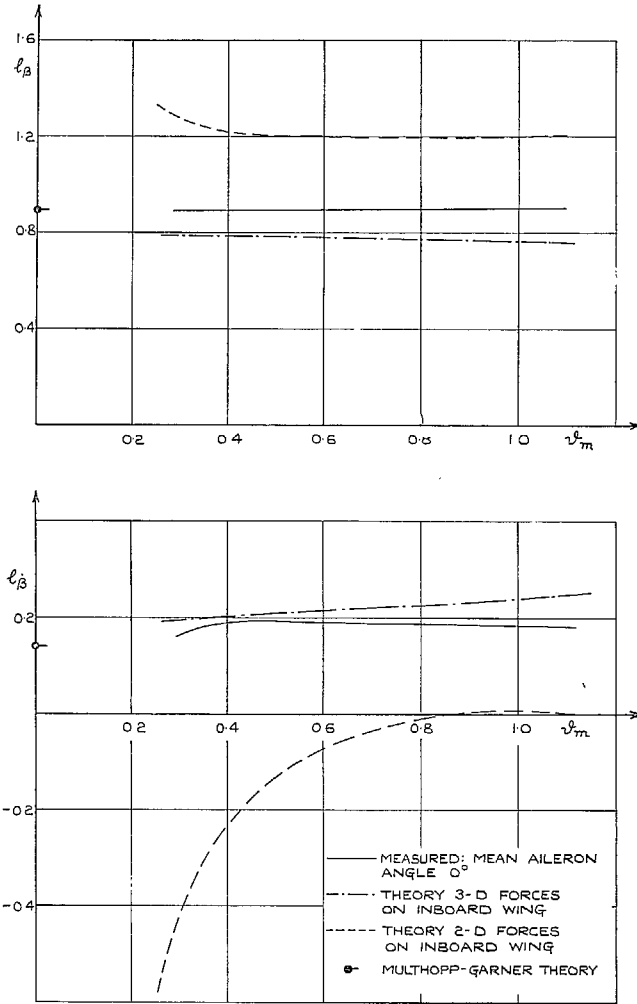 1·6
ℓβ
1·2
0·8
0·4
0·2 0·4 0·6 0·8 1·0 𝜗m
ℓβ̇
0·2
0·2 0·4 0·6 0·8 1·0 𝜗m
-0·2
-0·4
MEASURED: MEAN AILERON
ANGLE 0°
THEORY 3-D FORCES
ON INBOARD WING
THEORY 2-D FORCES
ON INBOARD WING
MULTHOPP-GARNER THEORY